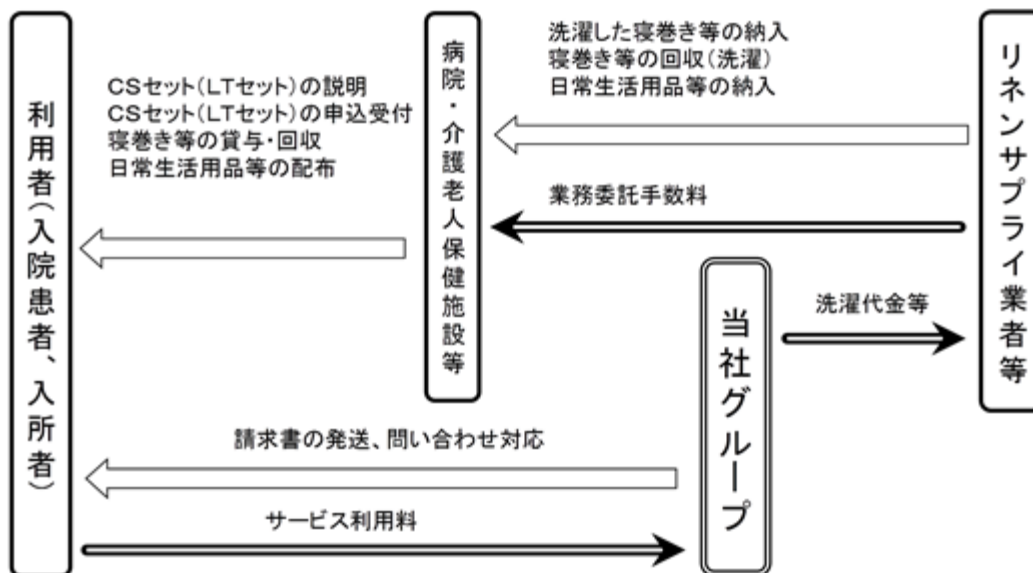 利用者(入院患者、入所者)
CSセット(LTセット)の説明
CSセット(LTセット)の申込受付
寝巻き等の貸与・回収
日常生活用品等の配布
病院・介護老人保健施設等
洗濯した寝巻き等の納入
寝巻き等の回収(洗濯)
日常生活用品等の納入
業務委託手数料
リネンサプライ業者等
当社グループ
洗濯代金等
請求書の発送、問い合わせ対応
サービス利用料